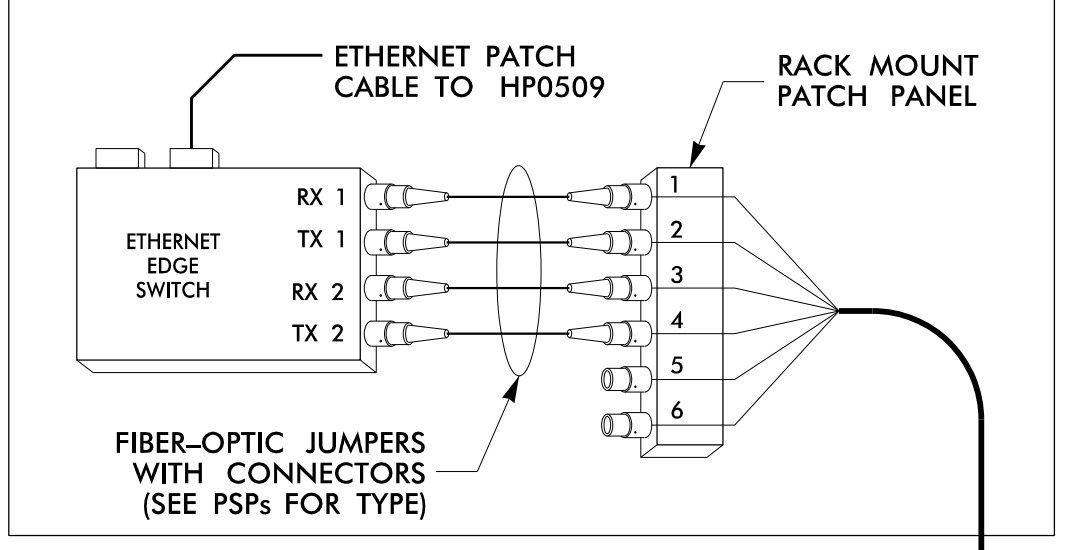 ETHERNET PATCH
CABLE TO HP0509
RACK MOUNT
PATCH PANEL
ETHERNET
EDGE
SWITCH
RX 1
TX 1
RX 2
TX 2
1
2
3
4
5
6
FIBER–OPTIC JUMPERS
WITH CONNECTORS
(SEE PSPs FOR TYPE)